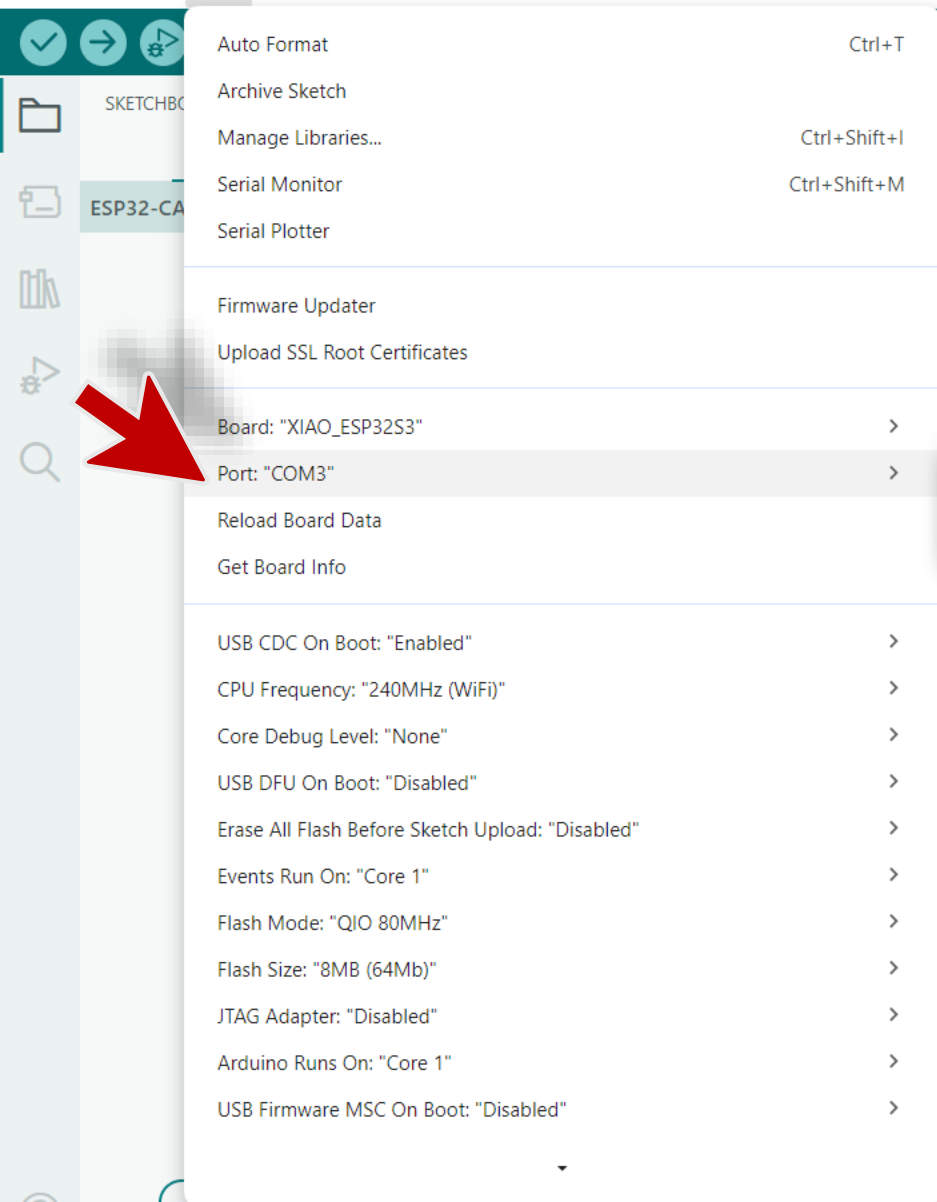 Auto Format Ctrl+T
SKETCHBO
Archive Sketch
Manage Libraries... Ctrl+Shift+I
Serial Monitor Ctrl+Shift+M
ESP32-CA
Serial Plotter
Firmware Updater
Upload SSL Root Certificates
Board: "XIAO_ESP32S3"
Port: "COM3"
Reload Board Data
Get Board Info
USB CDC On Boot: "Enabled"
CPU Frequency: "240MHz (WiFi)"
Core Debug Level: "None"
USB DFU On Boot: "Disabled"
Erase All Flash Before Sketch Upload: "Disabled"
Events Run On: "Core 1"
Flash Mode: "QIO 80MHz"
Flash Size: "8MB (64Mb)"
JTAG Adapter: "Disabled"
Arduino Runs On: "Core 1"
USB Firmware MSC On Boot: "Disabled"